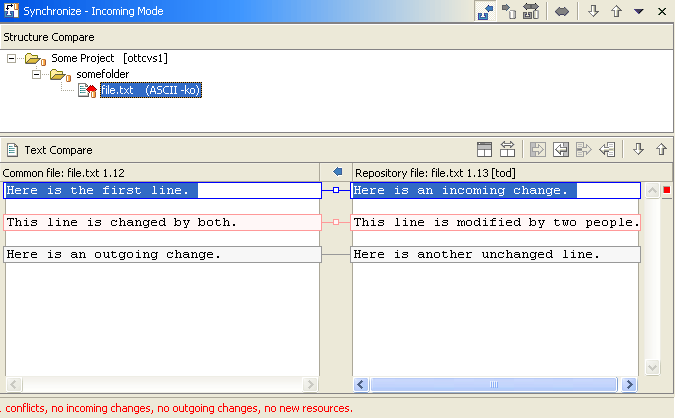 Synchronize - Incoming Mode
Structure Compare
Some Project [ottcvs1]
somefolder
file.txt (ASCII -ko)
Text Compare
Common file: file.txt 1.12
Repository file: file.txt 1.13 [tod]
Here is the first line.
Here is an incoming change.
This line is changed by both.
This line is modified by two people.
Here is an outgoing change.
Here is another unchanged line.
conflicts, no incoming changes, no outgoing changes, no new resources.